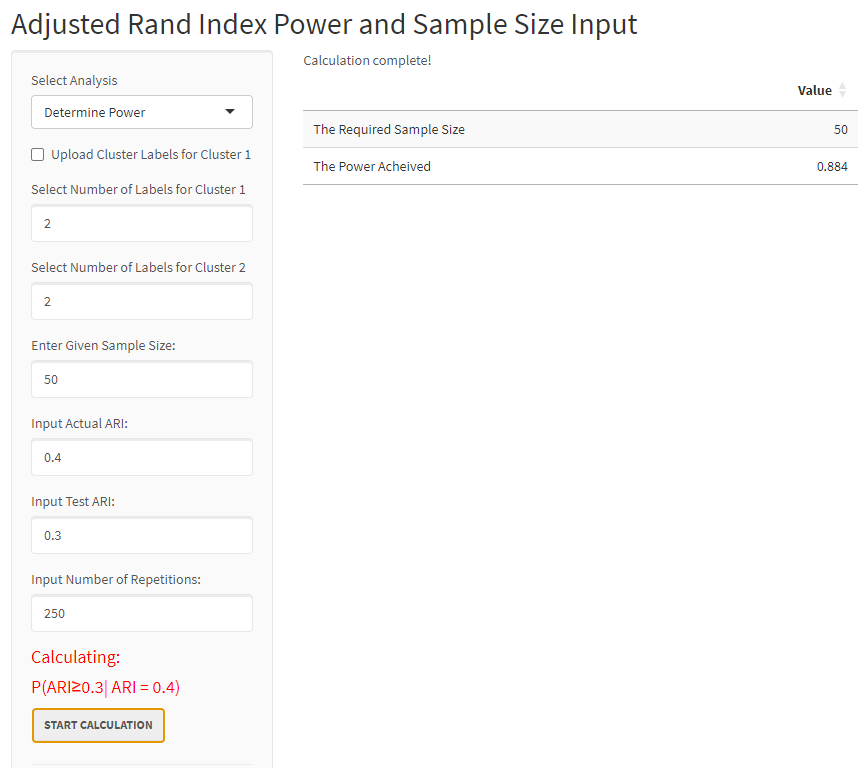 Adjusted Rand Index Power and Sample Size Input
Select Analysis
Determine Power
Upload Cluster Labels for Cluster 1
Select Number of Labels for Cluster 1
2
Select Number of Labels for Cluster 2
2
Enter Given Sample Size:
50
Input Actual ARI:
0.4
Input Test ARI:
0.3
Input Number of Repetitions:
250
Calculating:
P(ARI≥0.3| ARI = 0.4)
START CALCULATION
Calculation complete!
Value
The Required Sample Size 50
The Power Acheived 0.884